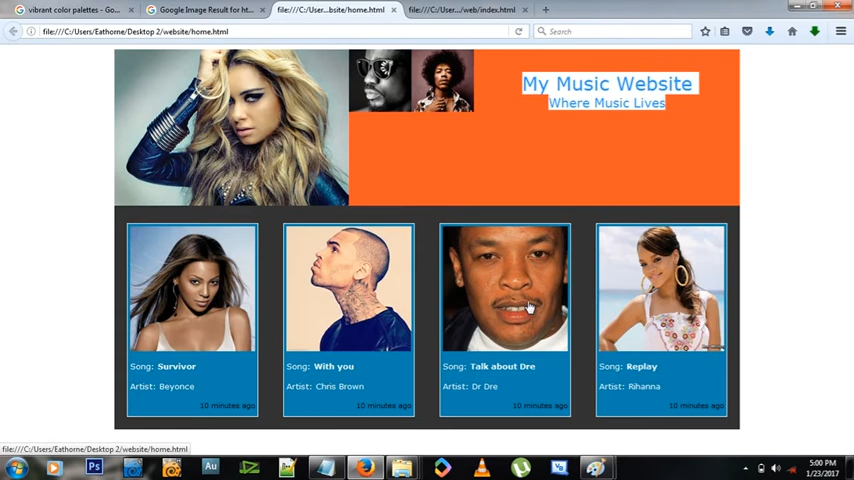 vibrant color palettes - Go...
Google Image Result for ht...
file:///C:/User...bsite/home.html
file:///C:/User.../web/index.html
file:///C:/Users/Eathorne/Desktop 2/website/home.html
Search
My Music Website
Where Music Lives
Song: Survivor
Artist: Beyonce
10 minutes ago
Song: With you
Artist: Chris Brown
10 minutes ago
Song: Talk about Dre
Artist: Dr Dre
10 minutes ago
Song: Replay
Artist: Rihanna
10 minutes ago
file:///C:/Users/Eathorne/Desktop 2/website/home.html
Ps
Au
5:00 PM
1/23/2017